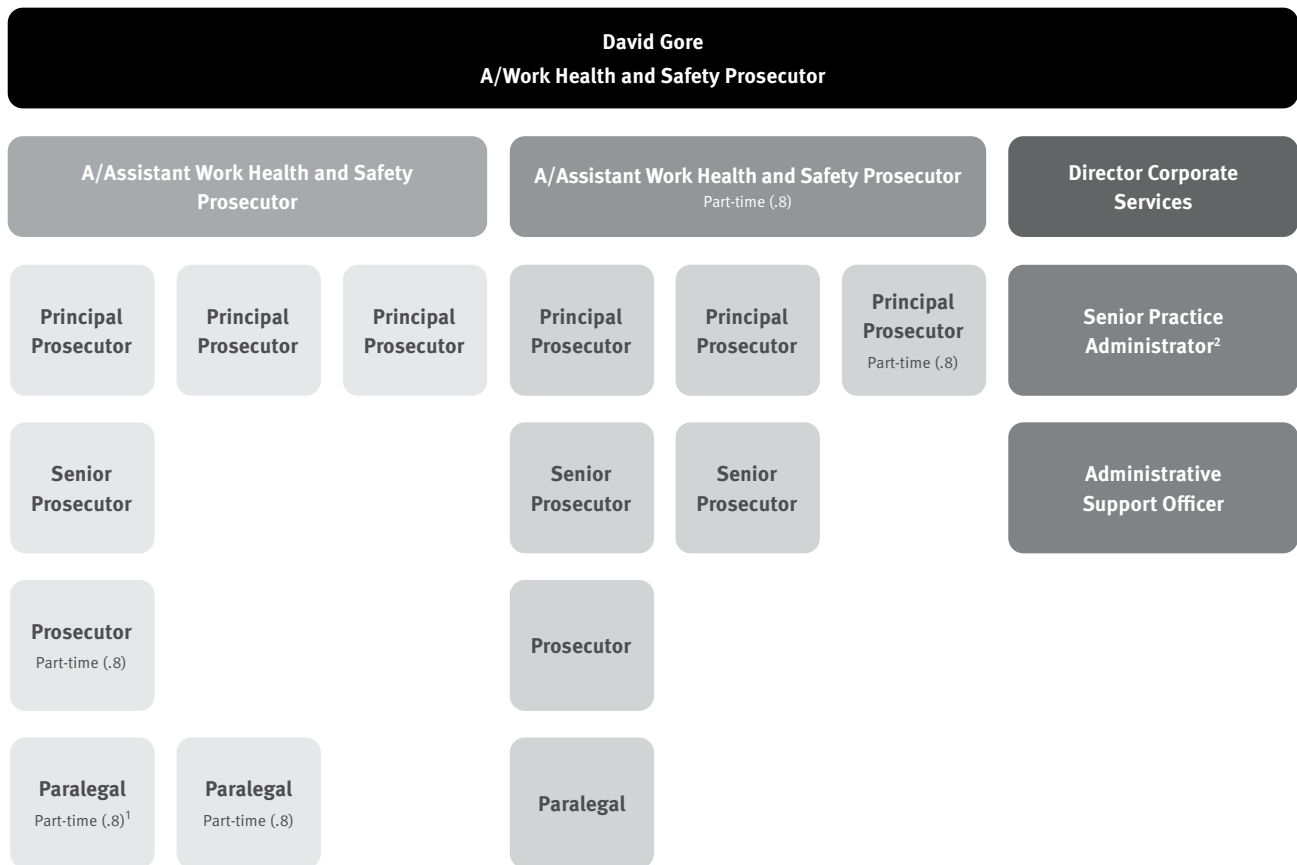 David Gore
A/Work Health and Safety Prosecutor
A/Assistant Work Health and Safety
Prosecutor
A/Assistant Work Health and Safety Prosecutor
Part-time (.8)
Director Corporate
Services
Principal
Prosecutor
Principal
Prosecutor
Principal
Prosecutor
Principal
Prosecutor
Principal
Prosecutor
Principal
Prosecutor
Part-time (.8)
Senior Practice
Administrator²
Senior
Prosecutor
Senior
Prosecutor
Senior
Prosecutor
Administrative
Support Officer
Prosecutor
Part-time (.8)
Prosecutor
Paralegal
Part-time (.8)¹
Paralegal
Part-time (.8)
Paralegal